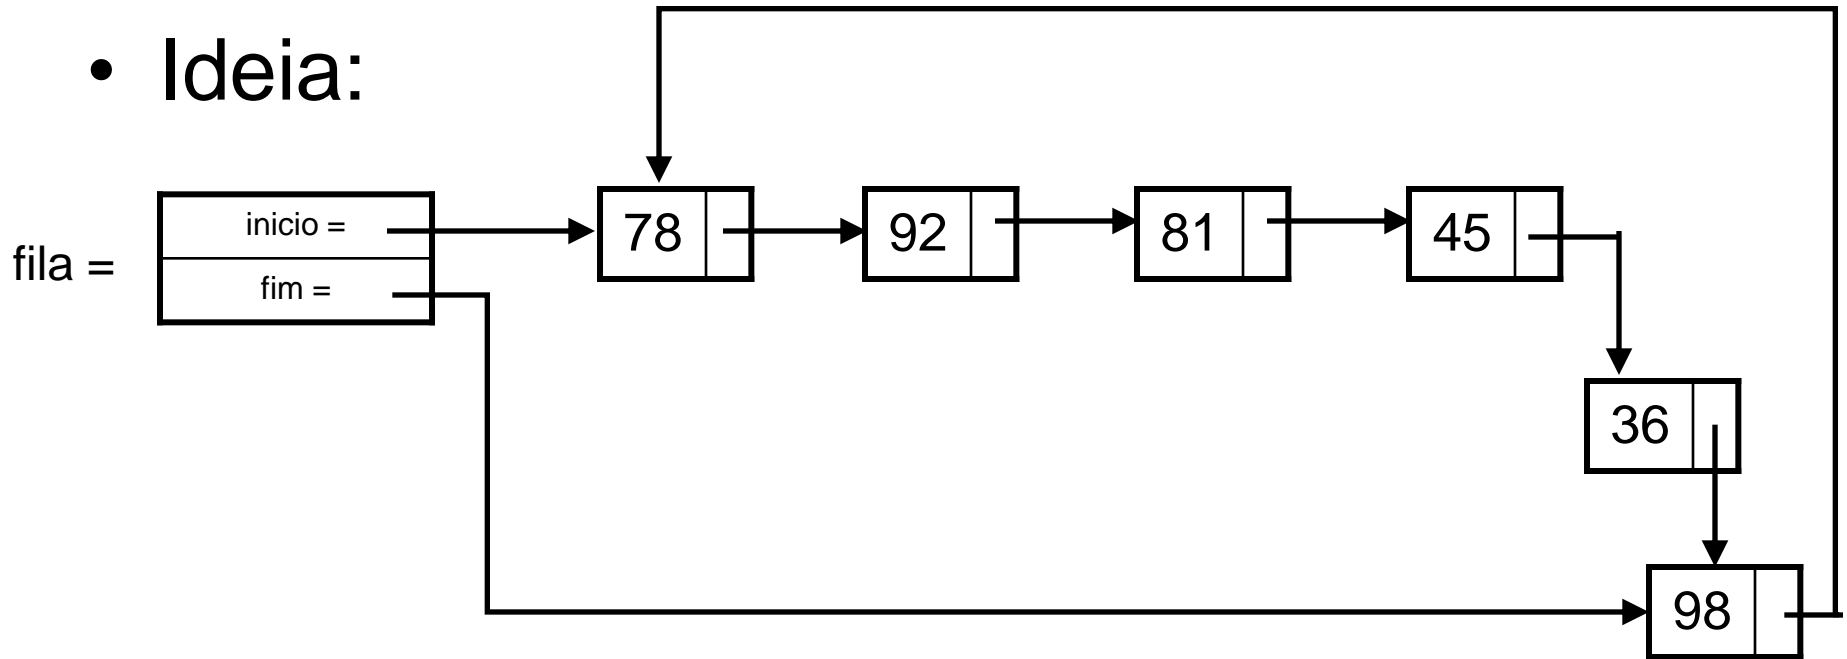 • Ideia:
fila =
inicio =
fim =
78
92
81
45
36
98